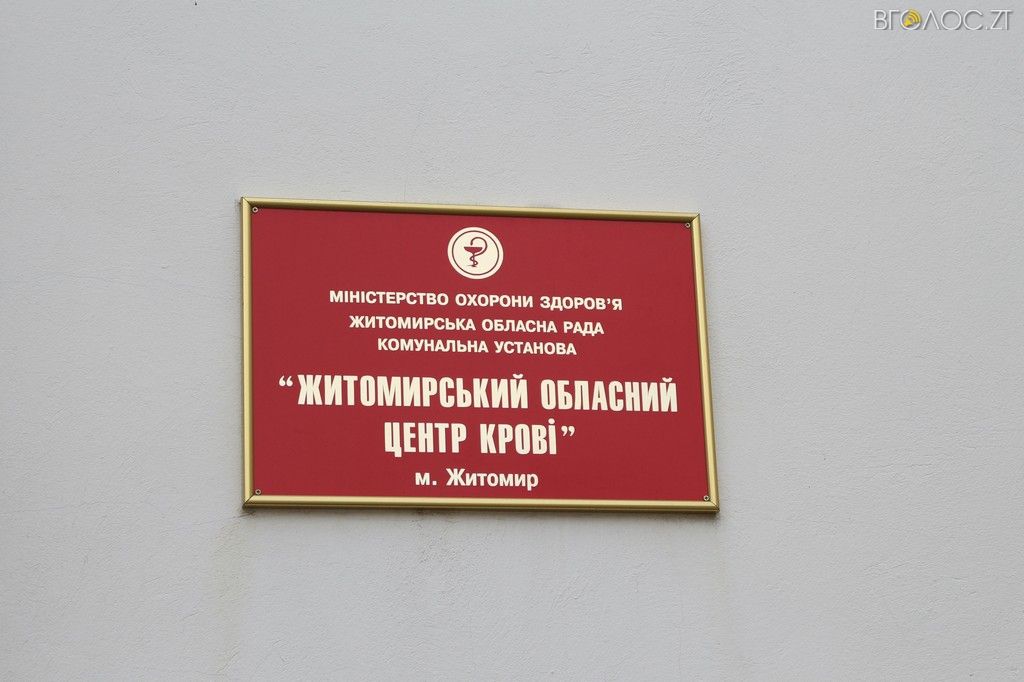 ВГОЛОС.ZT
МІНІСТЕРСТВО ОХОРОНИ ЗДОРОВ'Я
ЖИТОМИРСЬКА ОБЛАСНА РАДА
КОМУНАЛЬНА УСТАНОВА
“ЖИТОМИРСЬКИЙ ОБЛАСНИЙ
ЦЕНТР КРОВі”
м. Житомир